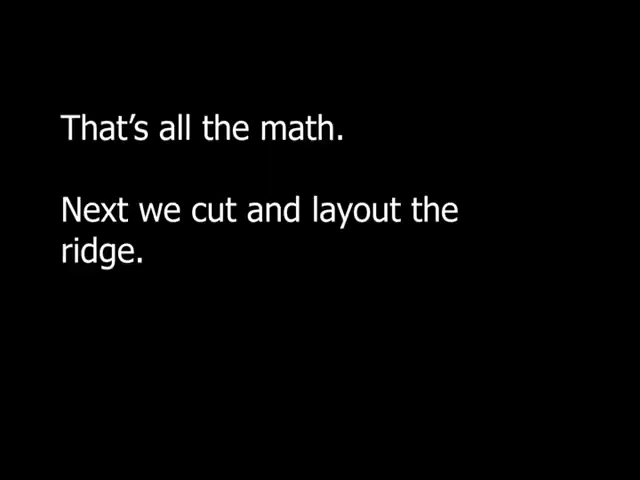 That’s all the math.
Next we cut and layout the
ridge.